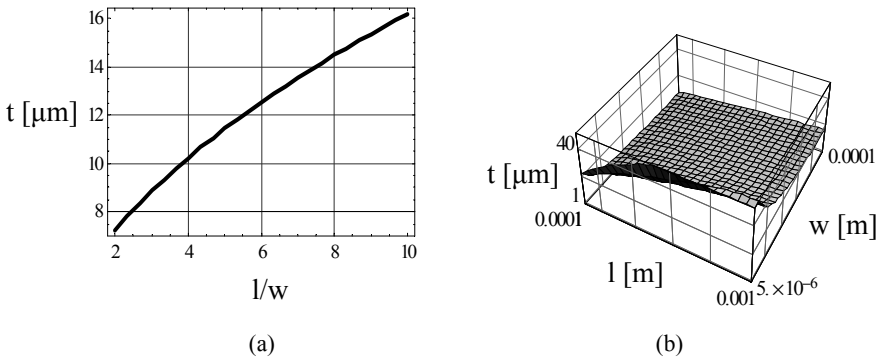 16
14
12
10
8
t [μm]
2
4
6
8
10
l/w
(a)
40
t [μm]
1
0.0001
l [m]
0.001
5.×10−6
w [m]
0.0001
(b)